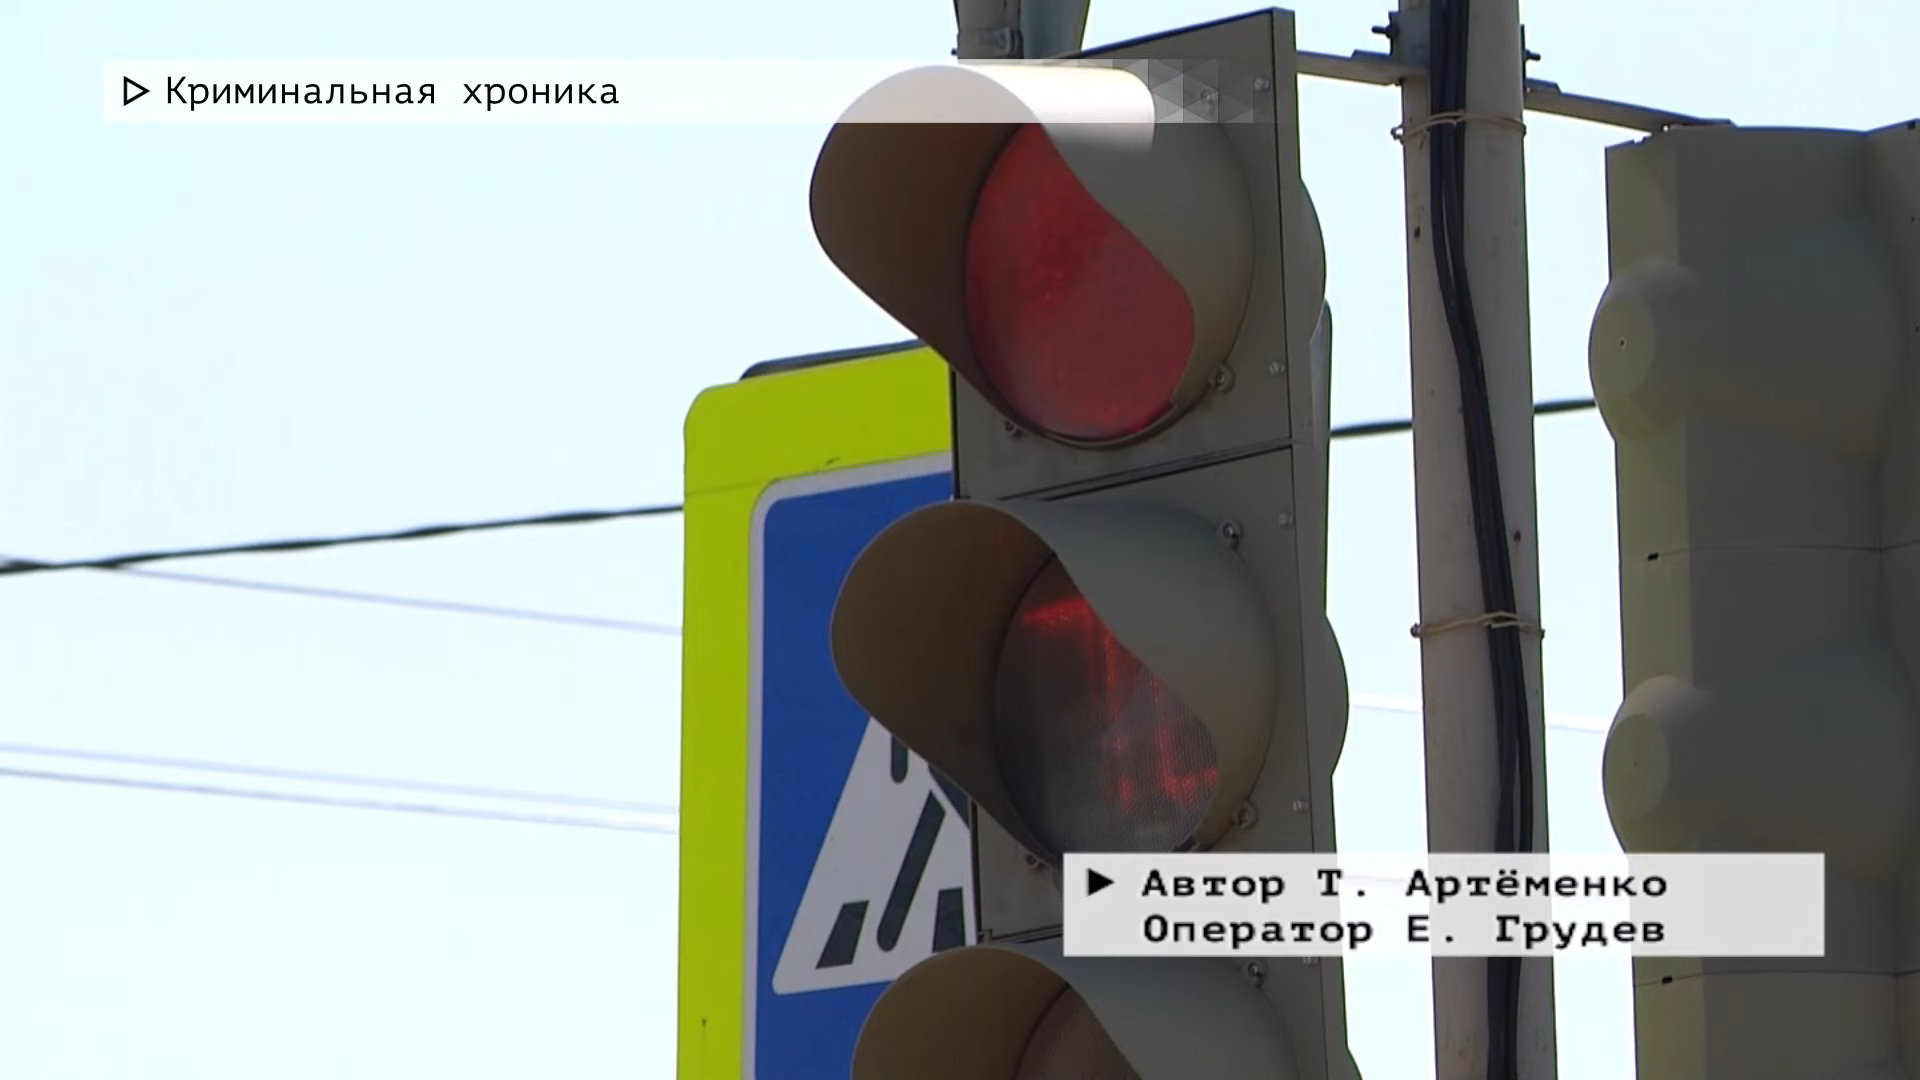 Криминальная хроника
Автор Т. Артёменко
Оператор Е. Грудев